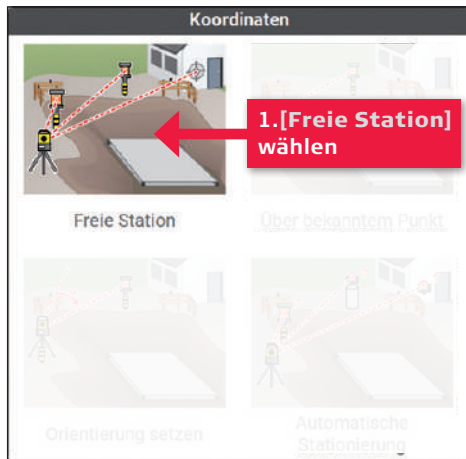 Koordinaten
1.[Freie Station]
wählen
Freie Station
Über bekanntem Punkt
Orientierung setzen
Automatische
Stationierung